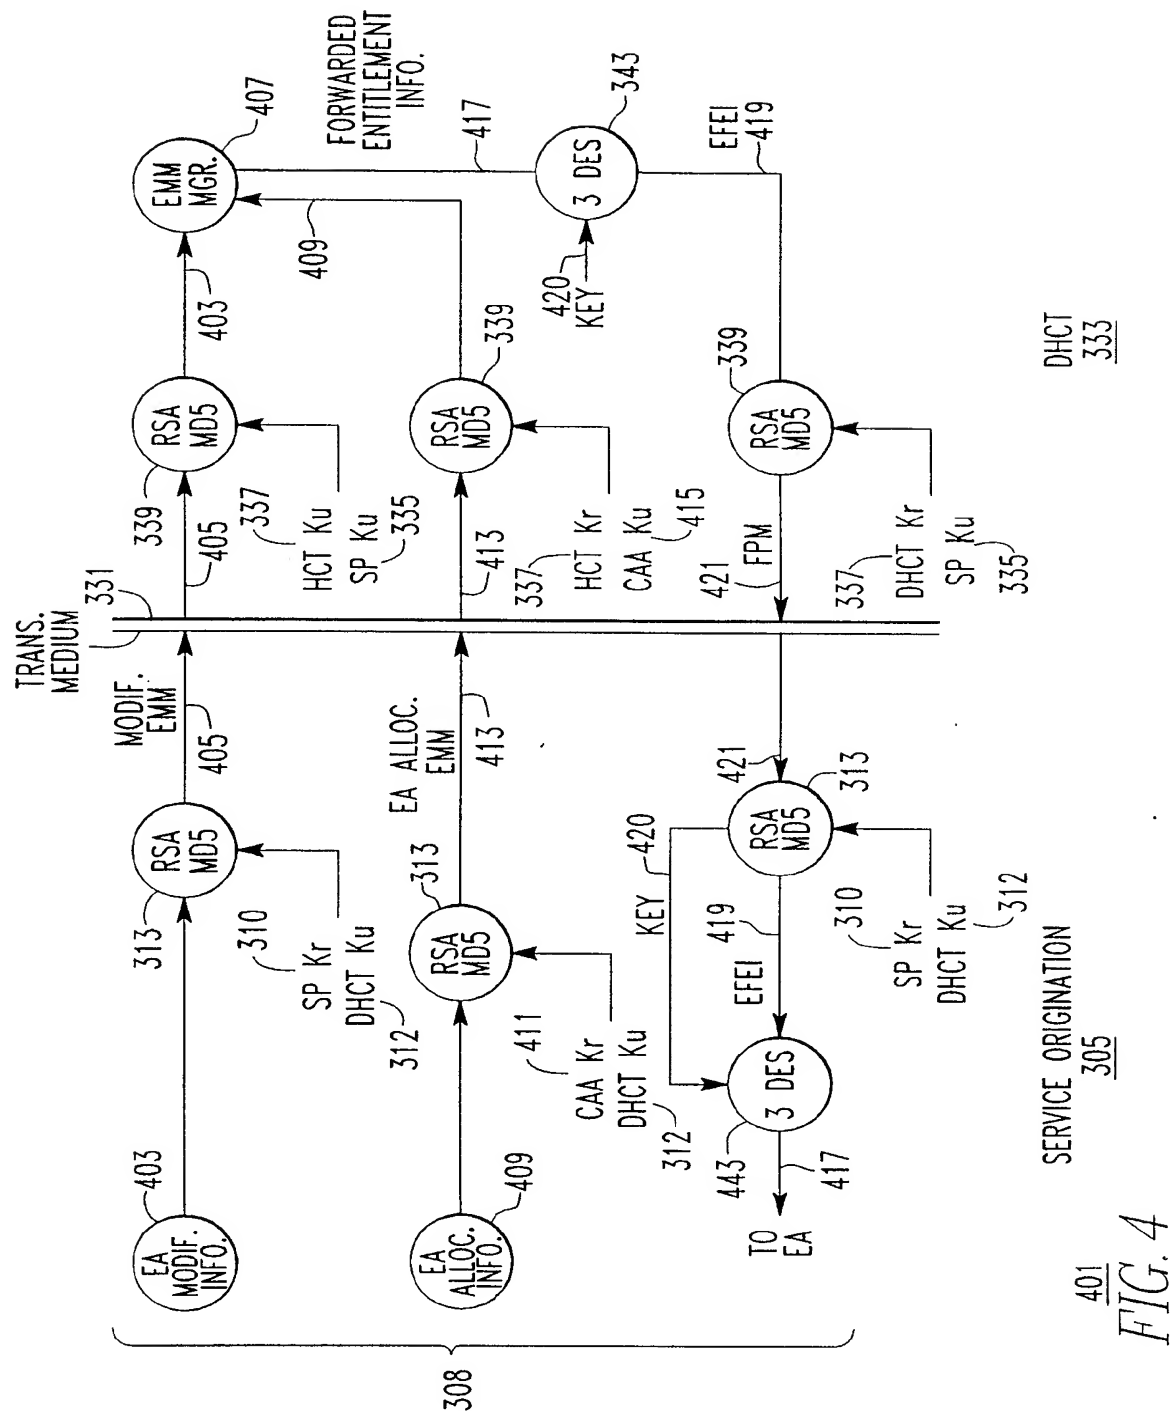 TRANS.
MEDIUM
331
403
EA
MODIF.
INFO.
313
RSA
MD5
MODIF.
EMM
405
405
339
RSA
MD5
403
EMM
MGR.
407
310
SP Kr
DHCT Ku
312
337
HCT Ku
SP 335
409
FORWARDED
ENTITLEMENT
INFO.
308
EA
ALLOC.
INFO.
409
RSA
MD5
313
EA ALLOC.
EMM
413
413
RSA
MD5
339
417
411
CAA Kr
DHCT Ku
312
337
HCT Kr
CAA Ku
415
420
KEY
3 DES
343
TO
EA
417
443
3 DES
KEY
420
EFEI
419
RSA
MD5
313
421
421
FPM
RSA
MD5
339
EFEI
419
310
SP Kr
DHCT Ku
312
337
DHCT Kr
SP Ku
335
SERVICE ORIGINATION
305
DHCT
333
401
FIG. 4